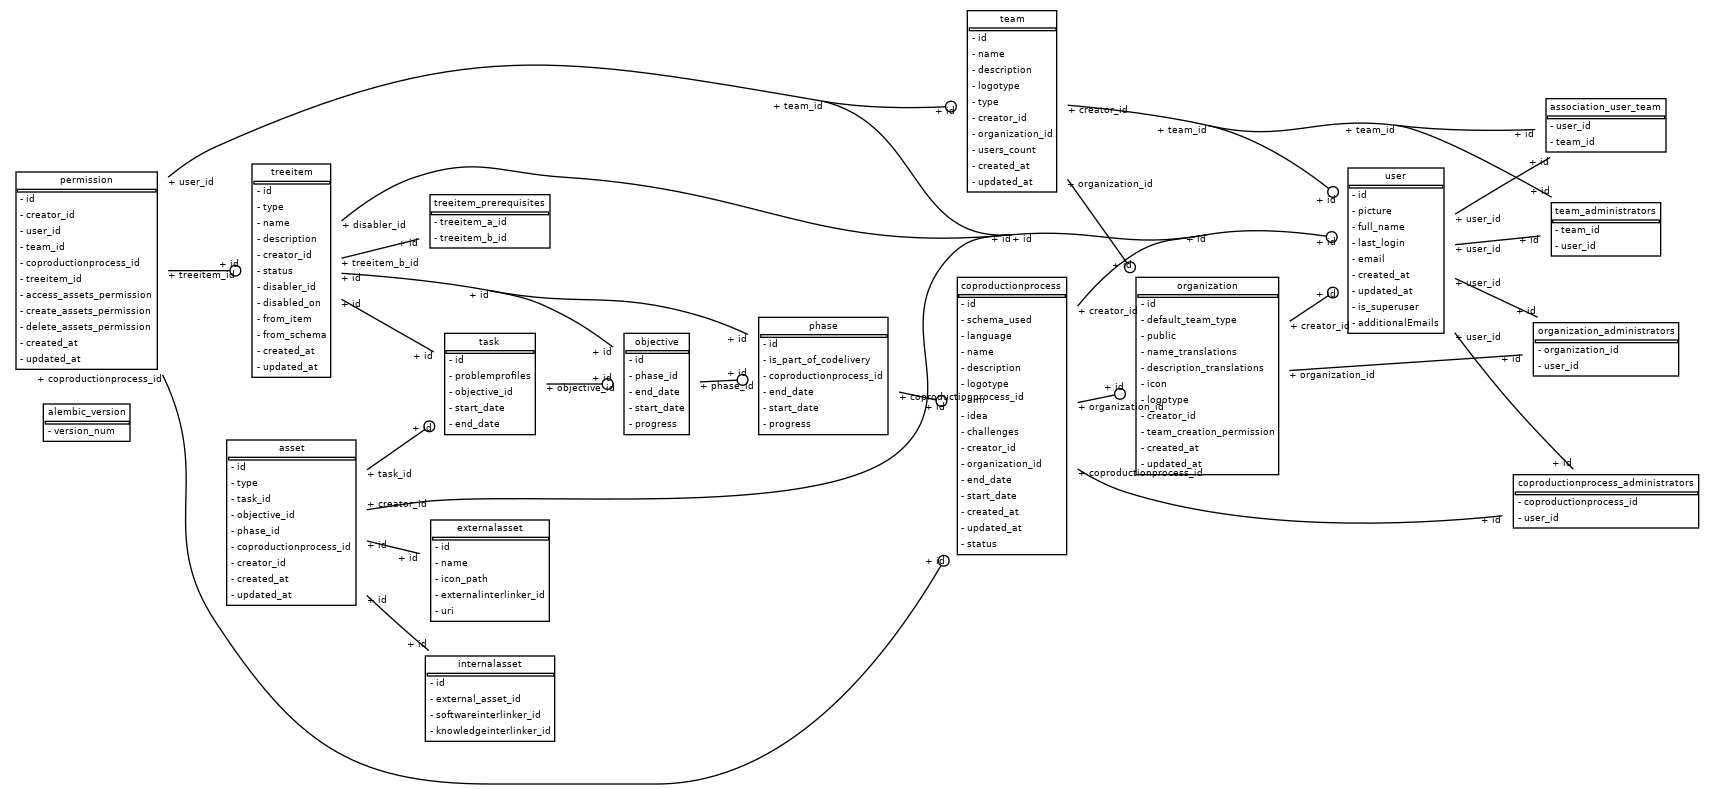 team
- id
- name
- description
- logotype
- type
- creator_id
- organization_id
- users_count
- created_at
- updated_at
+ team_id
+ id
+ creator_id
+ team_id
+ team_id
+ id
association_user_team
- user_id
- team_id
+ id
permission
- id
- creator_id
- user_id
- team_id
- coproductionprocess_id
- treeitem_id
- access_assets_permission
- create_assets_permission
- delete_assets_permission
- created_at
- updated_at
+ user_id
+ id
+ treeitem_id
+ coproductionprocess_id
treeitem
- id
- type
- name
- description
- creator_id
- status
- disabler_id
- disabled_on
- from_item
- from_schema
- created_at
- updated_at
+ disabler_id
+ id
+ treeitem_b_id
+ id
+ id
+ id
treeitem_prerequisites
- treeitem_a_id
- treeitem_b_id
+ organization_id
+ id
+ id
+ id
+ id
+ id
+ id
user
- id
- picture
- full_name
- last_login
- email
- created_at
- updated_at
- is_superuser
- additionalEmails
+ id
+ user_id
+ user_id
+ id
+ user_id
+ id
+ user_id
team_administrators
- team_id
- user_id
alembic_version
- version_num
+ id
task
- id
- problemprofiles
- objective_id
- start_date
- end_date
+ id
+ id
+ objective_id
objective
- id
- phase_id
- end_date
- start_date
- progress
+ id
+ id
+ phase_id
phase
- id
- is_part_of_codelivery
- coproductionprocess_id
- end_date
- start_date
- progress
+ coproductionprocess_id
+ id
coproductionprocess
- id
- schema_used
- language
- name
- description
- logotype
- aim
- idea
- challenges
- creator_id
- organization_id
- end_date
- start_date
- created_at
- updated_at
- status
+ creator_id
+ id
+ organization_id
+ coproductionprocess_id
organization
- id
- default_team_type
- public
- name_translations
- description_translations
- icon
- logotype
- creator_id
- team_creation_permission
- created_at
- updated_at
+ id
+ creator_id
+ organization_id
+ id
organization_administrators
- organization_id
- user_id
+ id
coproductionprocess_administrators
- coproductionprocess_id
- user_id
+ id
asset
- id
- type
- task_id
- objective_id
- phase_id
- coproductionprocess_id
- creator_id
- created_at
- updated_at
+ id
+ task_id
+ creator_id
+ id
+ id
+ id
+ id
externalasset
- id
- name
- icon_path
- externalinterlinker_id
- uri
+ id
internalasset
- id
- external_asset_id
- softwareinterlinker_id
- knowledgeinterlinker_id